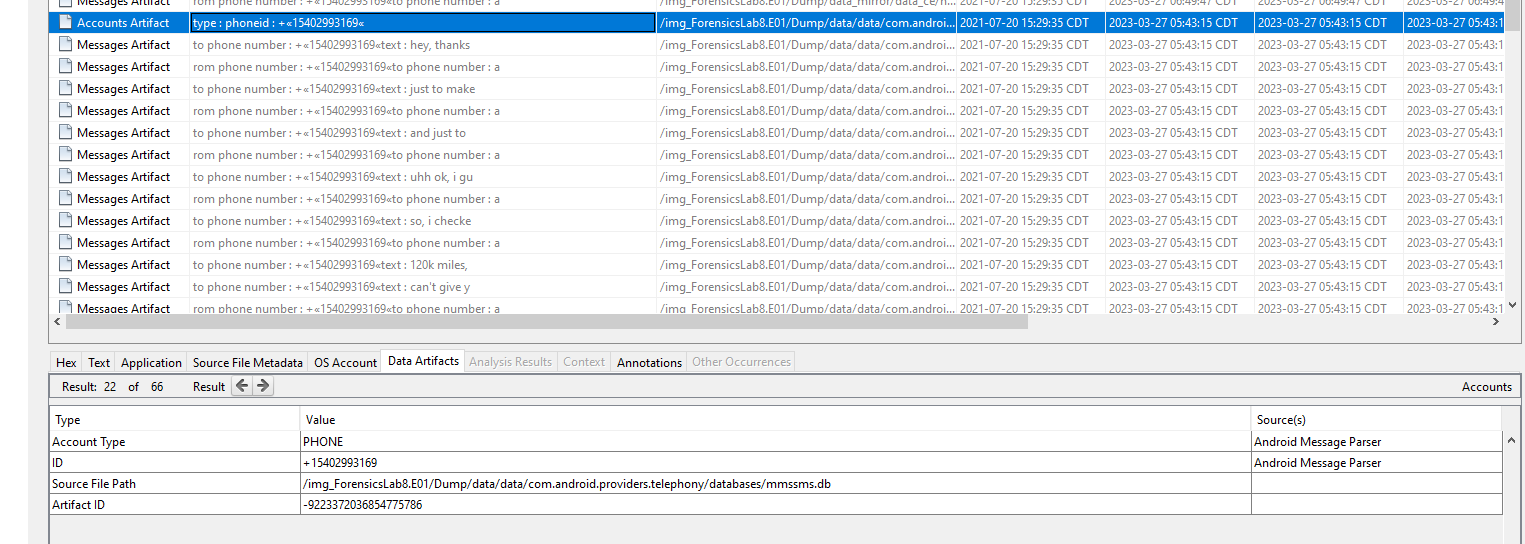 Messages Artifact rom phone number : +«15402993169«to phone number : a /img_ForensicsLab8.E01/Dump/data_mirror/data_ce/n... 2021-07-20 15:29:35 CDT
Accounts Artifact type : phoneid : +«15402993169« /img_ForensicsLab8.E01/Dump/data/data/com.androi... 2021-07-20 15:29:35 CDT 2023-03-27 05:43:15 CDT 2023-03-27 05:43:15 CDT 2023-03-27 05:43:1
Messages Artifact to phone number : +«15402993169«text : hey, thanks /img_ForensicsLab8.E01/Dump/data/data/com.androi... 2021-07-20 15:29:35 CDT 2023-03-27 05:43:15 CDT 2023-03-27 05:43:15 CDT 2023-03-27 05:43:1
Messages Artifact rom phone number : +«15402993169«to phone number : a /img_ForensicsLab8.E01/Dump/data/data/com.androi... 2021-07-20 15:29:35 CDT 2023-03-27 05:43:15 CDT 2023-03-27 05:43:15 CDT 2023-03-27 05:43:1
Messages Artifact to phone number : +«15402993169«text : just to make /img_ForensicsLab8.E01/Dump/data/data/com.androi... 2021-07-20 15:29:35 CDT 2023-03-27 05:43:15 CDT 2023-03-27 05:43:15 CDT 2023-03-27 05:43:1
Messages Artifact rom phone number : +«15402993169«to phone number : a /img_ForensicsLab8.E01/Dump/data/data/com.androi... 2021-07-20 15:29:35 CDT 2023-03-27 05:43:15 CDT 2023-03-27 05:43:15 CDT 2023-03-27 05:43:1
Messages Artifact to phone number : +«15402993169«text : and just to /img_ForensicsLab8.E01/Dump/data/data/com.androi... 2021-07-20 15:29:35 CDT 2023-03-27 05:43:15 CDT 2023-03-27 05:43:15 CDT 2023-03-27 05:43:1
Messages Artifact rom phone number : +«15402993169«to phone number : a /img_ForensicsLab8.E01/Dump/data/data/com.androi... 2021-07-20 15:29:35 CDT 2023-03-27 05:43:15 CDT 2023-03-27 05:43:15 CDT 2023-03-27 05:43:1
Messages Artifact to phone number : +«15402993169«text : uhh ok, i gu /img_ForensicsLab8.E01/Dump/data/data/com.androi... 2021-07-20 15:29:35 CDT 2023-03-27 05:43:15 CDT 2023-03-27 05:43:15 CDT 2023-03-27 05:43:1
Messages Artifact rom phone number : +«15402993169«to phone number : a /img_ForensicsLab8.E01/Dump/data/data/com.androi... 2021-07-20 15:29:35 CDT 2023-03-27 05:43:15 CDT 2023-03-27 05:43:15 CDT 2023-03-27 05:43:1
Messages Artifact to phone number : +«15402993169«text : so, i checke /img_ForensicsLab8.E01/Dump/data/data/com.androi... 2021-07-20 15:29:35 CDT 2023-03-27 05:43:15 CDT 2023-03-27 05:43:15 CDT 2023-03-27 05:43:1
Messages Artifact rom phone number : +«15402993169«to phone number : a /img_ForensicsLab8.E01/Dump/data/data/com.androi... 2021-07-20 15:29:35 CDT 2023-03-27 05:43:15 CDT 2023-03-27 05:43:15 CDT 2023-03-27 05:43:1
Messages Artifact to phone number : +«15402993169«text : 120k miles, /img_ForensicsLab8.E01/Dump/data/data/com.androi... 2021-07-20 15:29:35 CDT 2023-03-27 05:43:15 CDT 2023-03-27 05:43:15 CDT 2023-03-27 05:43:1
Messages Artifact to phone number : +«15402993169«text : can't give y /img_ForensicsLab8.E01/Dump/data/data/com.androi... 2021-07-20 15:29:35 CDT 2023-03-27 05:43:15 CDT 2023-03-27 05:43:15 CDT 2023-03-27 05:43:1
Messages Artifact rom phone number : +«15402993169«to phone number : a /img_ForensicsLab8.E01/Dump/data/data/com.androi... 2021-07-20 15:29:35 CDT 2023-03-27 05:43:15 CDT 2023-03-27 05:43:15 CDT 2023-03-27 05:43:1
Hex Text Application Source File Metadata OS Account Data Artifacts Analysis Results Context Annotations Other Occurrences
Result: 22 of 66 Result Accounts
Type Value Source(s)
Account Type PHONE Android Message Parser
ID +15402993169 Android Message Parser
Source File Path /img_ForensicsLab8.E01/Dump/data/data/com.android.providers.telephony/databases/mmssms.db
Artifact ID -9223372036854775786